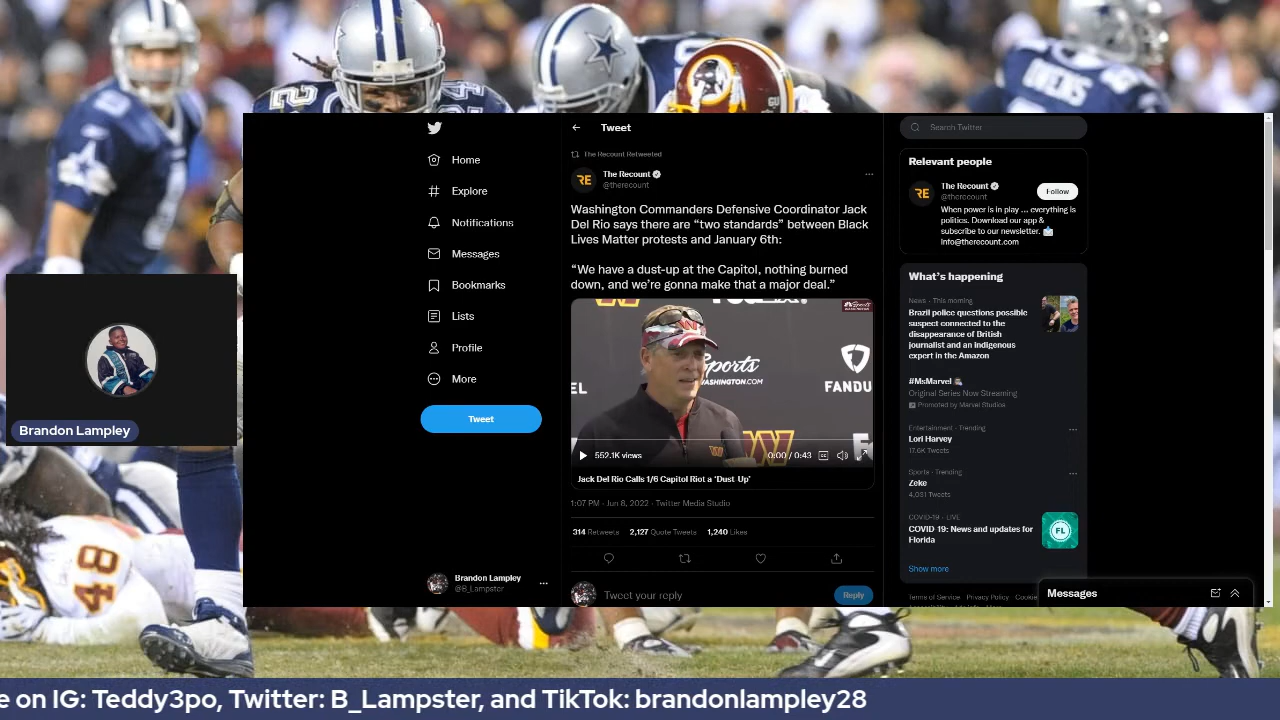 Home
Explore
Notifications
Messages
Bookmarks
Lists
Profile
More
Tweet
Brandon Lampley
@B_Lampster
Tweet
The Recount Retweeted
The Recount
@therecount
Washington Commanders Defensive Coordinator Jack
Del Rio says there are “two standards” between Black
Lives Matter protests and January 6th:
“We have a dust-up at the Capitol, nothing burned
down, and we’re gonna make that a major deal.”
Sports
WASHINGTON.COM
FANDU
EL
552.1K views
0:00 / 0:43
Jack Del Rio Calls 1/6 Capitol Riot a ‘Dust Up’
1:07 PM · Jun 8, 2022 · Twitter Media Studio
314 Retweets 2,127 Quote Tweets 1,240 Likes
Tweet your reply
Reply
Search Twitter
Relevant people
The Recount
@therecount
Follow
When power is in play ... everything is
politics. Download our app &
subscribe to our newsletter.
info@therecount.com
What’s happening
News · This morning
Brazil police questions possible
suspect connected to the
disappearance of British
journalist and an indigenous
expert in the Amazon
#MsMarvel
Original Series Now Streaming
Promoted by Marvel Studios
Entertainment · Trending
Lori Harvey
17.6K Tweets
Sports · Trending
Zeke
4,031 Tweets
COVID-19 · LIVE
COVID-19: News and updates for
Florida
FL
Show more
Terms of Service Privacy Policy Cookie
Messages
Brandon Lampley
OWENS
48
e on IG: Teddy3po, Twitter: B_Lampster, and TikTok: brandonlampley28